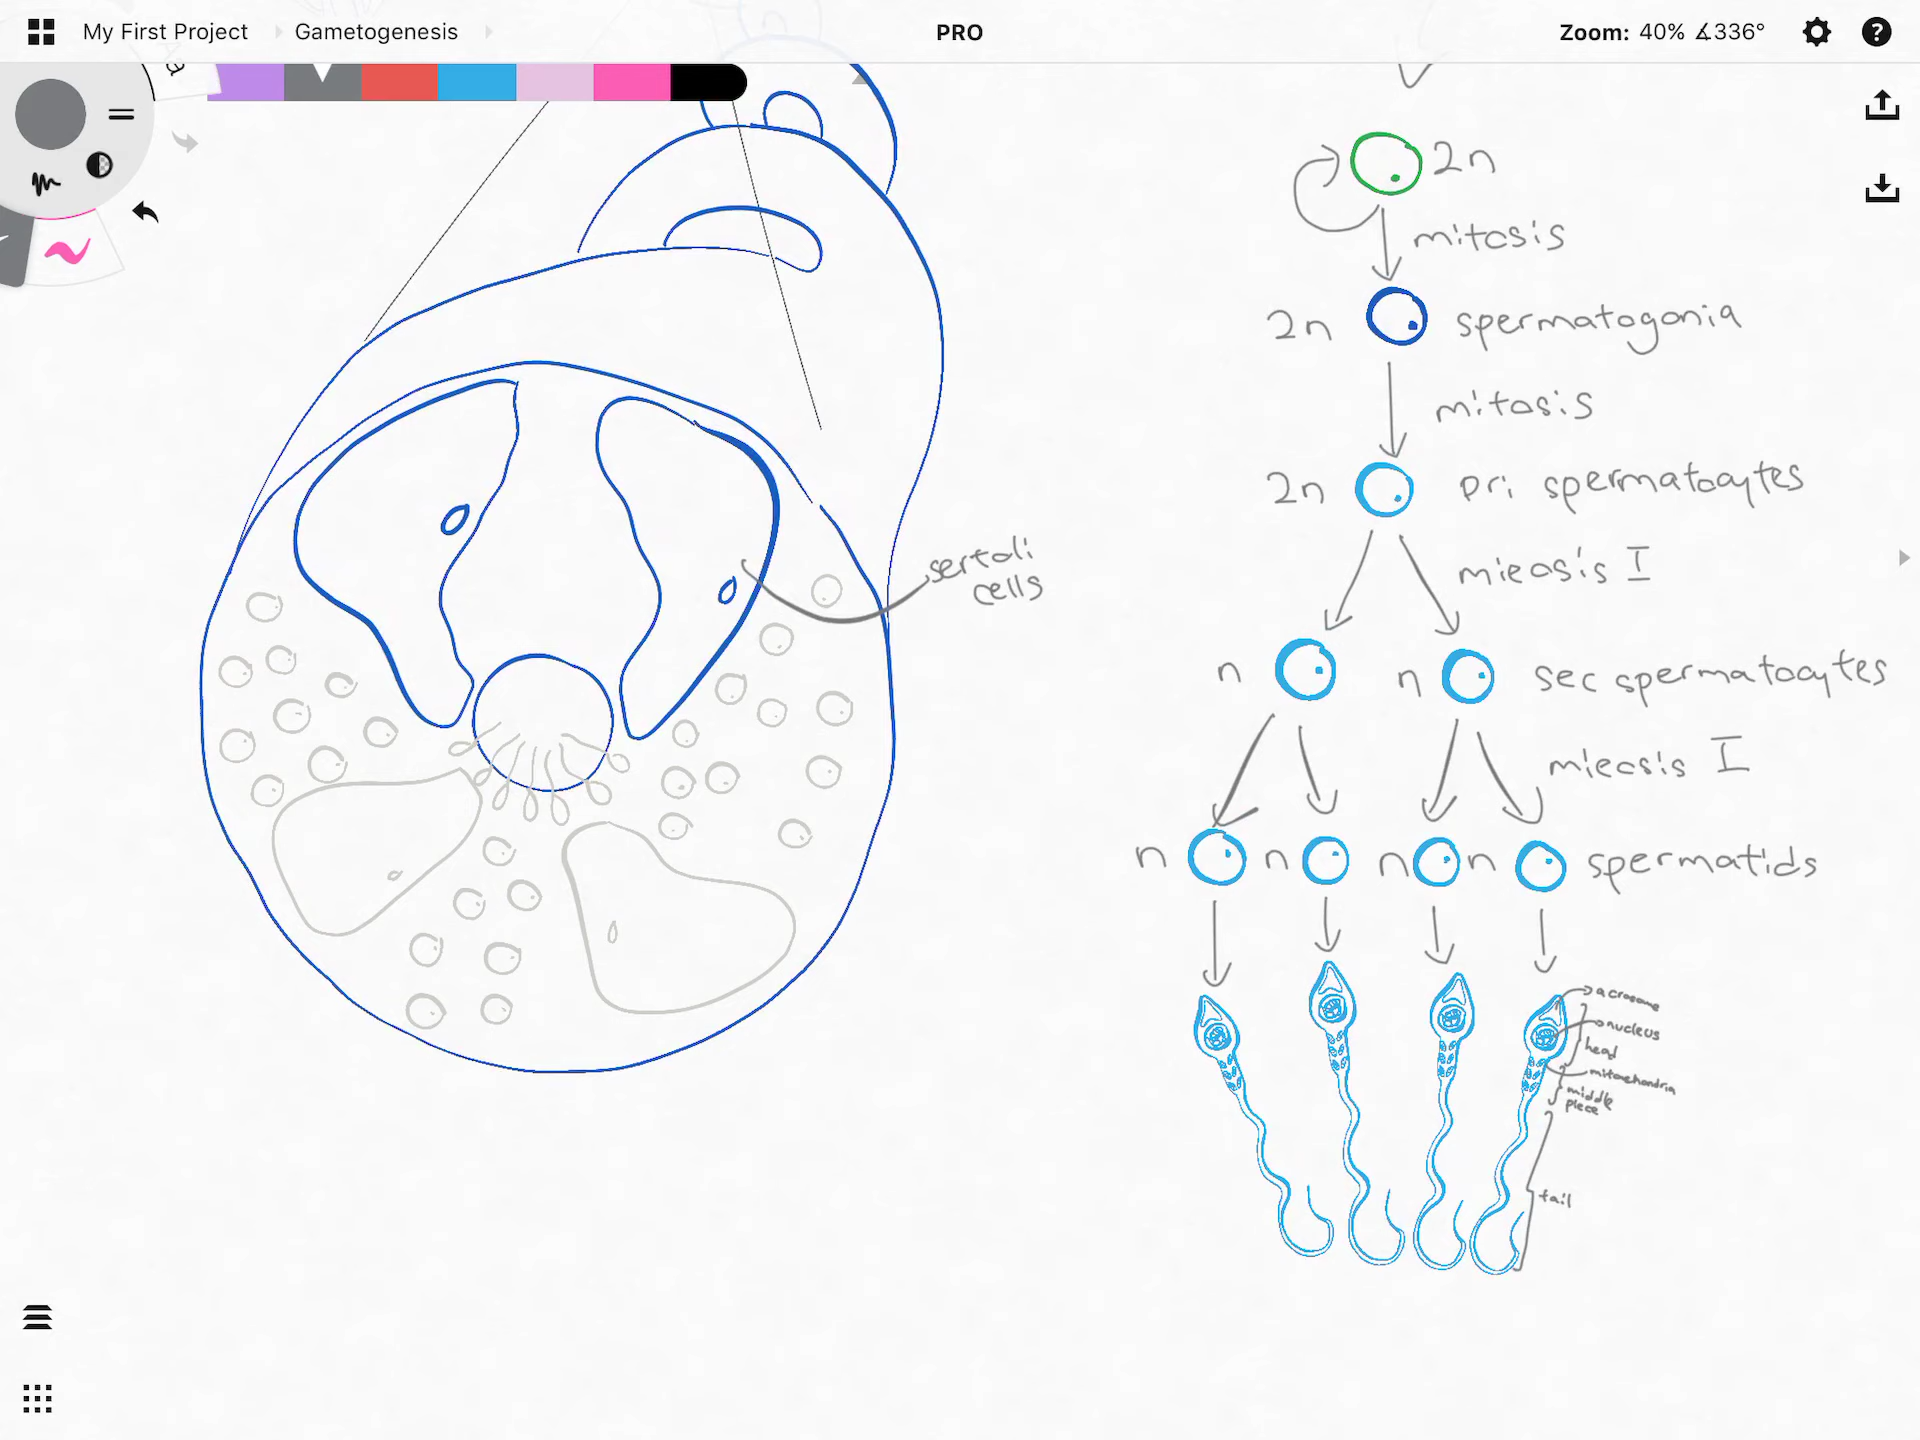 My First Project
Gametogenesis
PRO
Zoom: 40% ∡336°
2n
mitosis
2n
spermatogonia
mitosis
2n
pri spermatocytes
mieosis I
n
n
sec spermatocytes
mieosis I
n
n
n
n
spermatids
sertoli
cells
acrosome
nucleus
head
mitochondria
middle
piece
tail